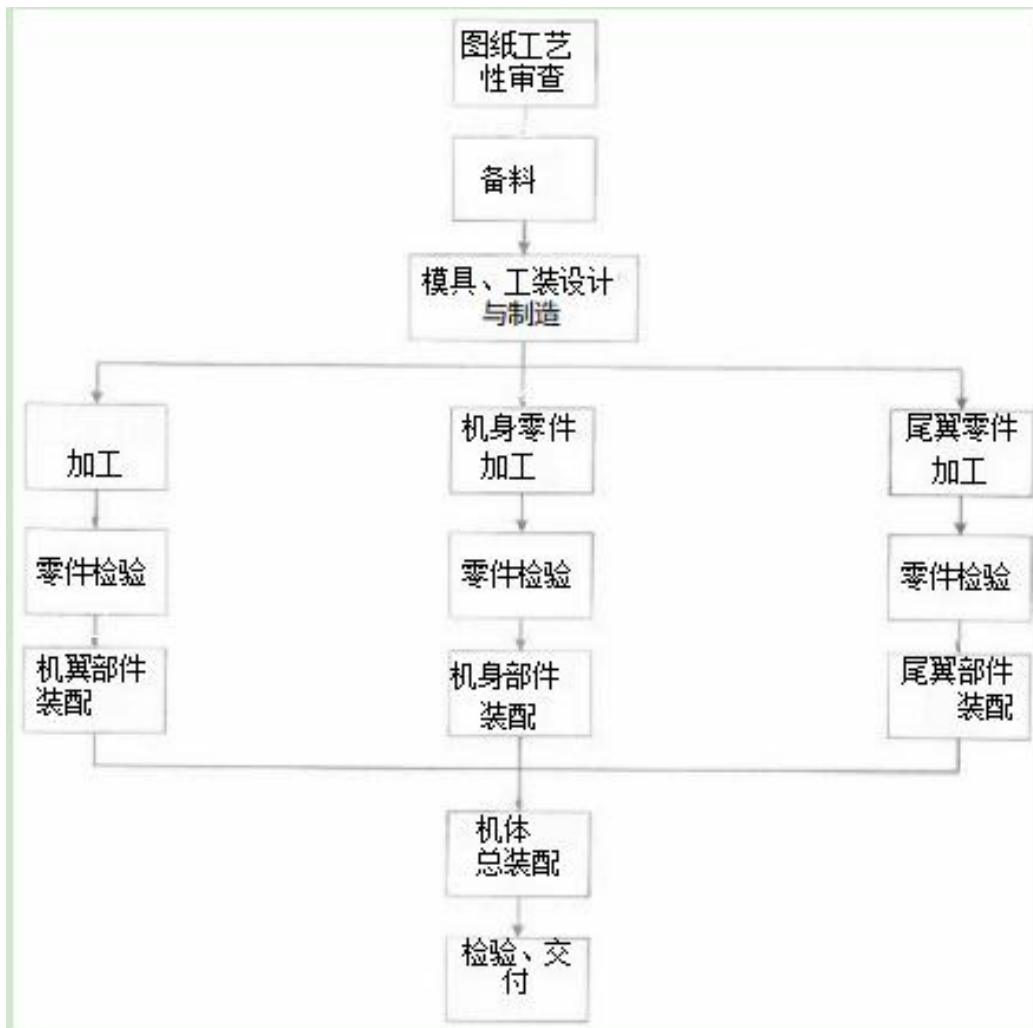 图纸工艺
性审查
备料
模具、工装设计
与制造
加工
机身零件
加工
尾翼零件
加工
零件检验
零件检验
零件检验
机翼部件
装配
机身部件
装配
尾翼部件
装配
机体
总装配
检验、交
付